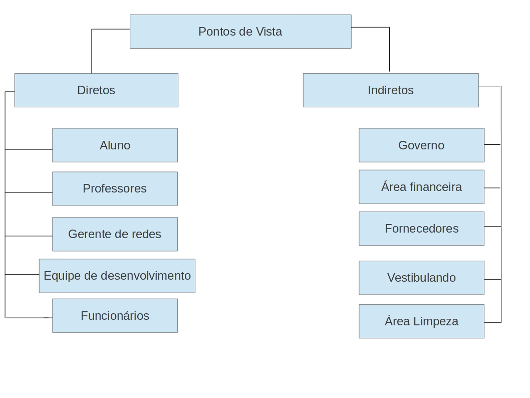 Pontos de Vista
Diretos
Indiretos
Aluno
Professores
Gerente de redes
Equipe de desenvolvimento
Funcionários
Governo
Área financeira
Fornecedores
Vestibulando
Área Limpeza